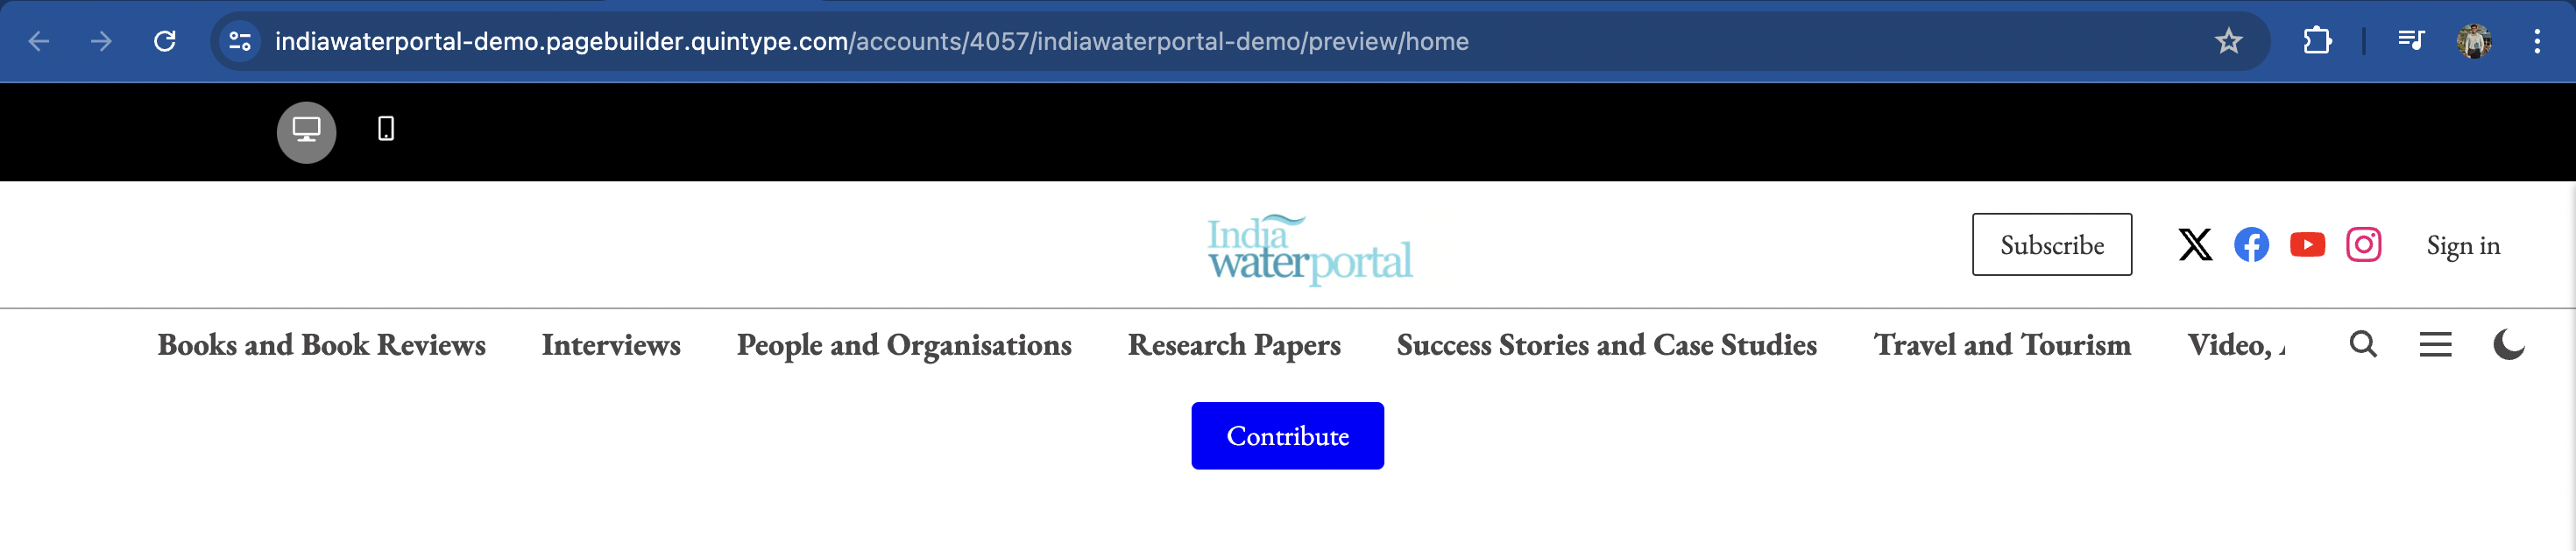 indiawaterportal-demo.pagebuilder.quintype.com/accounts/4057/indiawaterportal-demo/preview/home
India
waterportal
Subscribe
Sign in
Books and Book Reviews Interviews People and Organisations Research Papers Success Stories and Case Studies Travel and Tourism Video,
Contribute